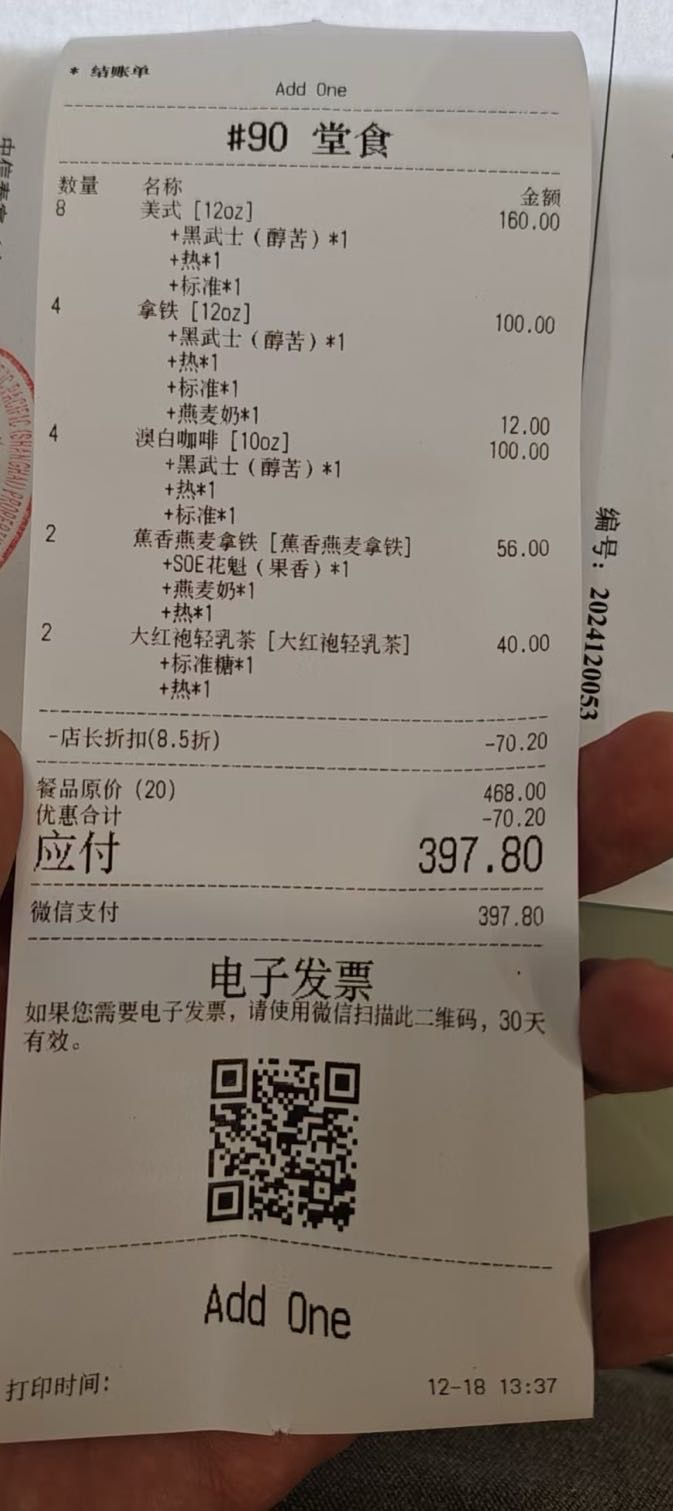 * 结账单
Add One
#90 堂食
数量 名称 金额
8 美式 [12oz] 160.00
+黑武士（醇苦）*1
+热*1
+标准*1
4 拿铁 [12oz] 100.00
+黑武士（醇苦）*1
+热*1
+标准*1
+燕麦奶*1 12.00
4 澳白咖啡 [10oz] 100.00
+黑武士（醇苦）*1
+热*1
+标准*1
2 蕉香燕麦拿铁 [蕉香燕麦拿铁] 56.00
+SOE花魁（果香）*1
+燕麦奶*1
+热*1
2 大红袍轻乳茶 [大红袍轻乳茶] 40.00
+标准糖*1
+热*1
-店长折扣(8.5折) -70.20
餐品原价 (20) 468.00
优惠合计 -70.20
应付 397.80
微信支付 397.80
电子发票
如果您需要电子发票，请使用微信扫描此二维码，30天
有效。
Add One
打印时间： 12-18 13:37
编号：2024120053
中信泰富
PACIFIC (SHANGHAI)